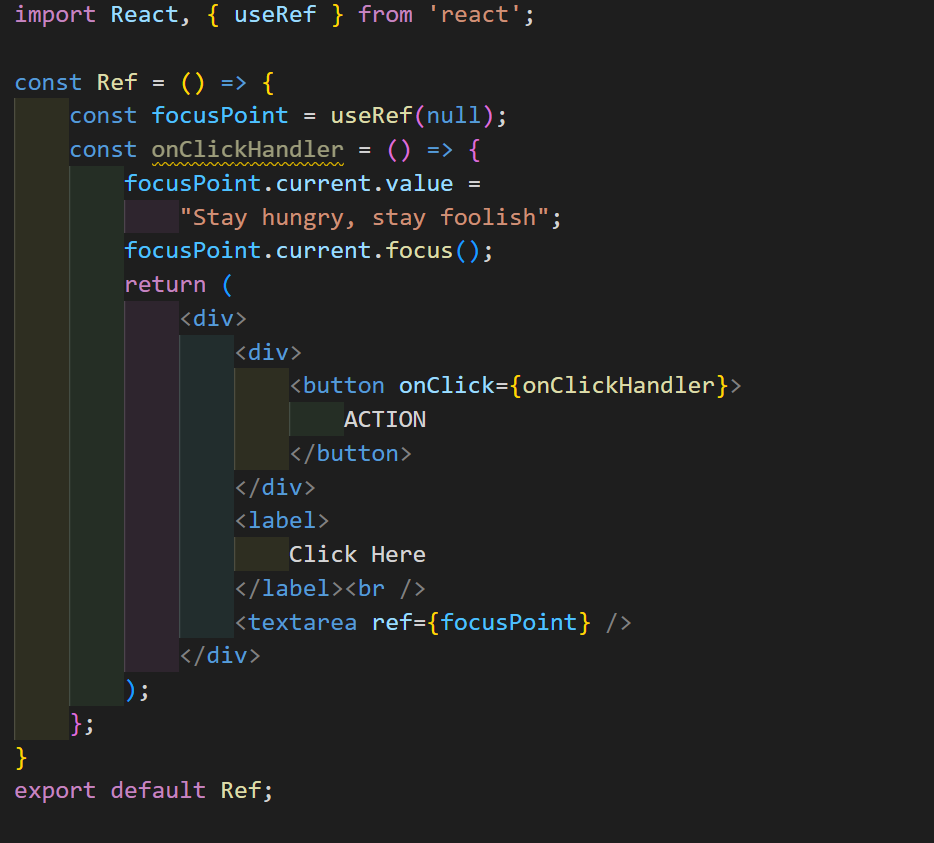 import React, { useRef } from 'react';

const Ref = () => {
    const focusPoint = useRef(null);
    const onClickHandler = () => {
        focusPoint.current.value =
            "Stay hungry, stay foolish";
        focusPoint.current.focus();
        return (
            <div>
                <div>
                    <button onClick={onClickHandler}>
                        ACTION
                    </button>
                </div>
                <label>
                    Click Here
                </label><br />
                <textarea ref={focusPoint} />
            </div>
        );
    };
}
export default Ref;